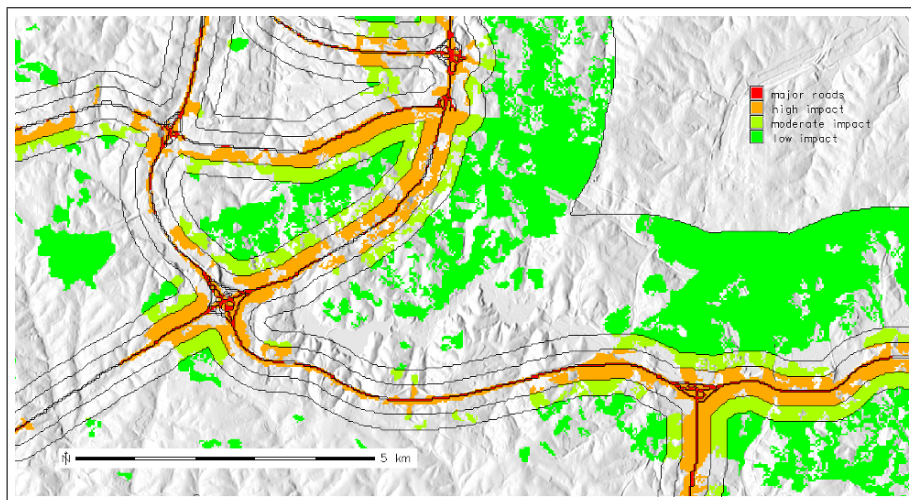 major roads
high impact
moderate impact
low impact
N
5 km